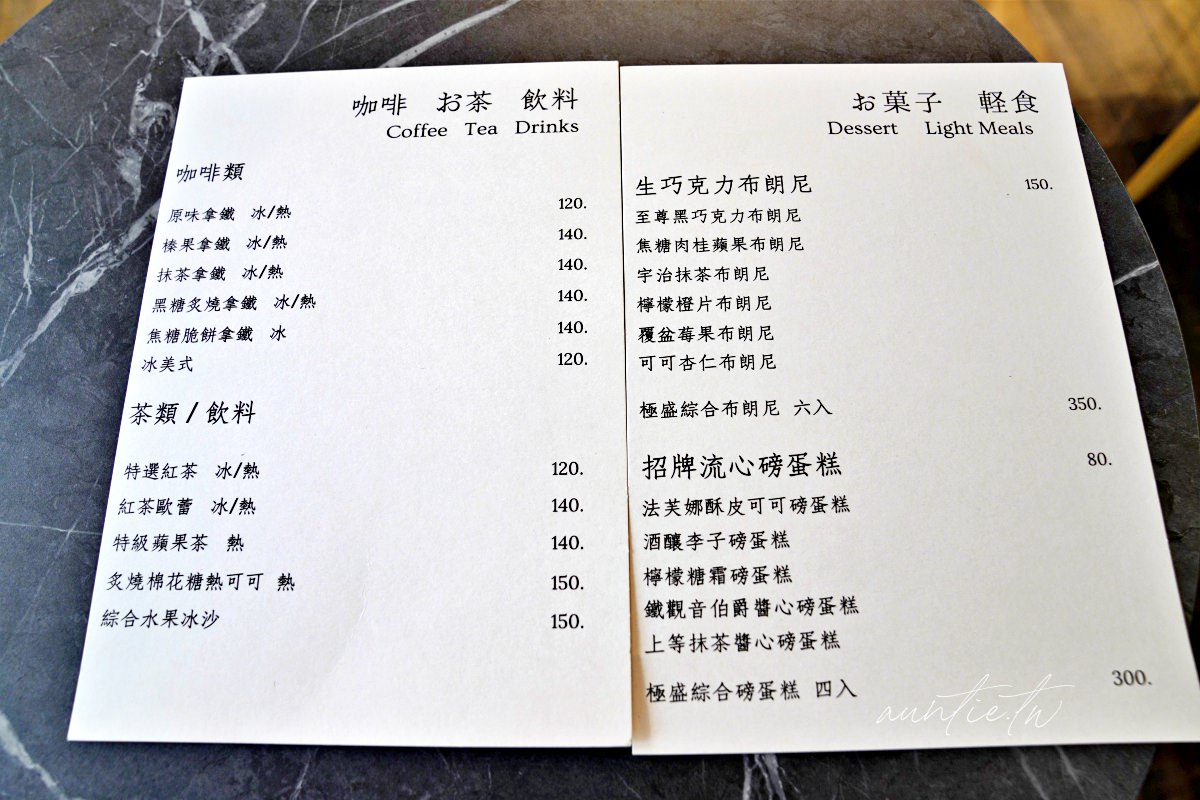 咖啡 お茶 飲料
Coffee Tea Drinks
咖啡類
原味拿鐵 冰/熱 120.
榛果拿鐵 冰/熱 140.
抹茶拿鐵 冰/熱 140.
黑糖炙燒拿鐵 冰/熱 140.
焦糖脆餅拿鐵 冰 140.
冰美式 120.
茶類/飲料
特選紅茶 冰/熱 120.
紅茶歐蕾 冰/熱 140.
特級蘋果茶 熱 140.
炙燒棉花糖熱可可 熱 150.
綜合水果冰沙 150.
お菓子 軽食
Dessert Light Meals
生巧克力布朗尼 150.
至尊黑巧克力布朗尼
焦糖肉桂蘋果布朗尼
宇治抹茶布朗尼
檸檬橙片布朗尼
覆盆莓果布朗尼
可可杏仁布朗尼
極盛綜合布朗尼 六入 350.
招牌流心磅蛋糕 80.
法芙娜酥皮可可磅蛋糕
酒釀李子磅蛋糕
檸檬糖霜磅蛋糕
鐵觀音伯爵醬心磅蛋糕
上等抹茶醬心磅蛋糕
極盛綜合磅蛋糕 四入 300.
auntie.tw